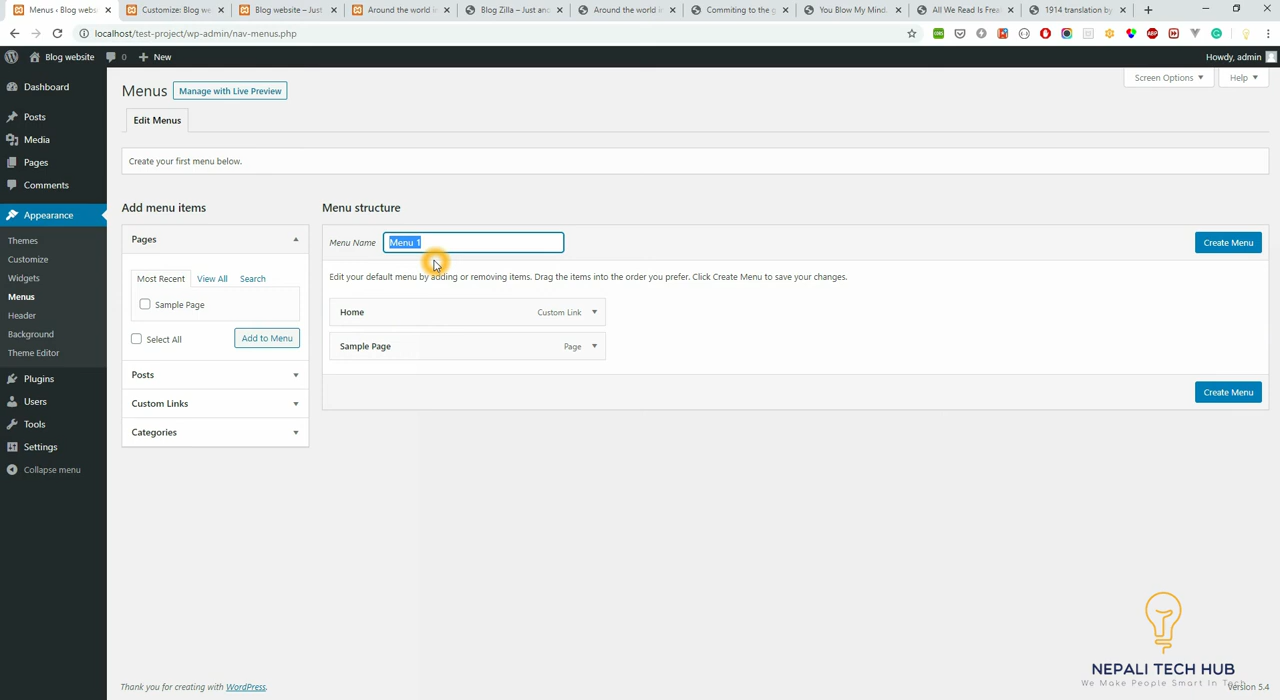 Menus ‹ Blog websi
Customize: Blog we
Blog website – Just
Around the world i
Blog Zilla – Just an
Around the world i
Commiting to the g
You Blow My Mind.
All We Read Is Frea
1914 translation by
localhost/test-project/wp-admin/nav-menus.php
Blog website
0
New
Howdy, admin
Dashboard
Posts
Media
Pages
Comments
Appearance
Themes
Customize
Widgets
Menus
Header
Background
Theme Editor
Plugins
Users
Tools
Settings
Collapse menu
Menus
Manage with Live Preview
Screen Options
Help
Edit Menus
Create your first menu below.
Add menu items
Pages
Most Recent
View All
Search
Sample Page
Select All
Add to Menu
Posts
Custom Links
Categories
Menu structure
Menu Name
Menu 1
Create Menu
Edit your default menu by adding or removing items. Drag the items into the order you prefer. Click Create Menu to save your changes.
Home
Custom Link
Sample Page
Page
Create Menu
NEPALI TECH HUB
We Make People Smart In Tech
Thank you for creating with WordPress.
Version 5.4